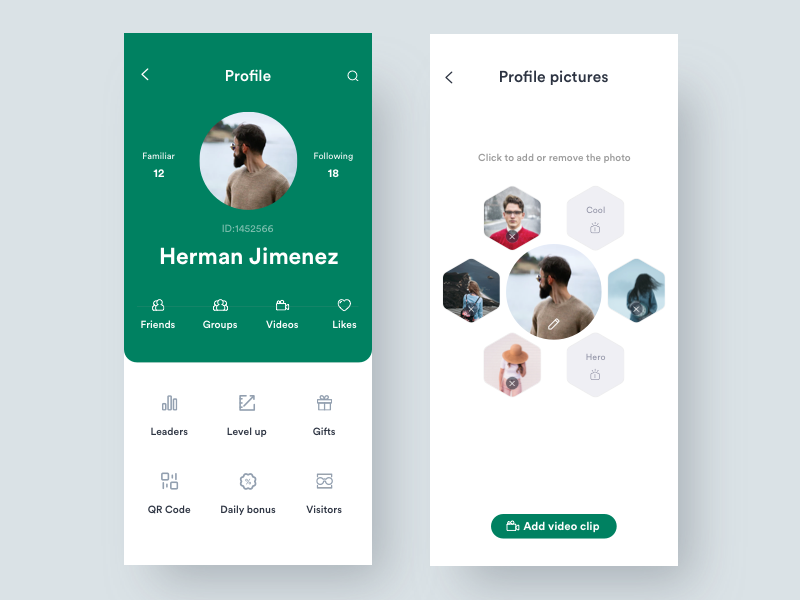 Profile
Familiar
12
Following
18
ID:1452566
Herman Jimenez
Friends
Groups
Videos
Likes
Leaders
Level up
Gifts
QR Code
Daily bonus
Visitors
Profile pictures
Click to add or remove the photo
Cool
Hero
Add video clip